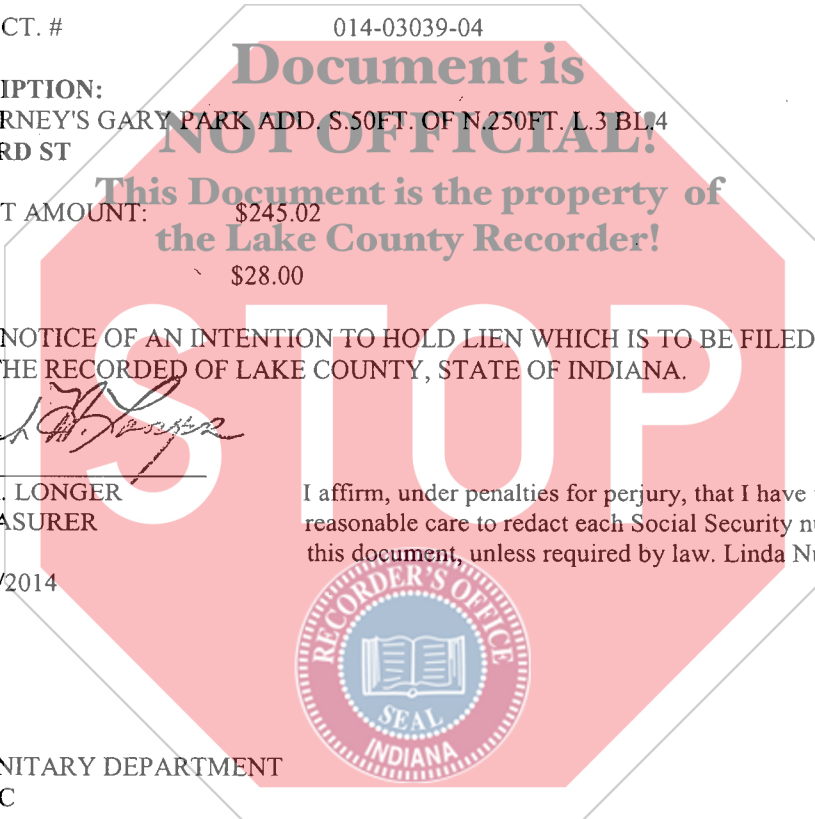 CT. # 014-03039-04
Document is
IPTION:
RNEY'S GARY PARK ADD. S.50FT. OF N.250FT. L.3 BL.4
NOT OFFICIAL!
RD ST
This Document is the property of
T AMOUNT: $245.02
the Lake County Recorder!
$28.00
STOP
NOTICE OF AN INTENTION TO HOLD LIEN WHICH IS TO BE FILED
THE RECORDED OF LAKE COUNTY, STATE OF INDIANA.
. LONGER
ASURER
/2014
I affirm, under penalties for perjury, that I have
reasonable care to redact each Social Security nu
this document, unless required by law. Linda Nu
RECORDER'S OFFICE
SEAL
INDIANA
NITARY DEPARTMENT
C